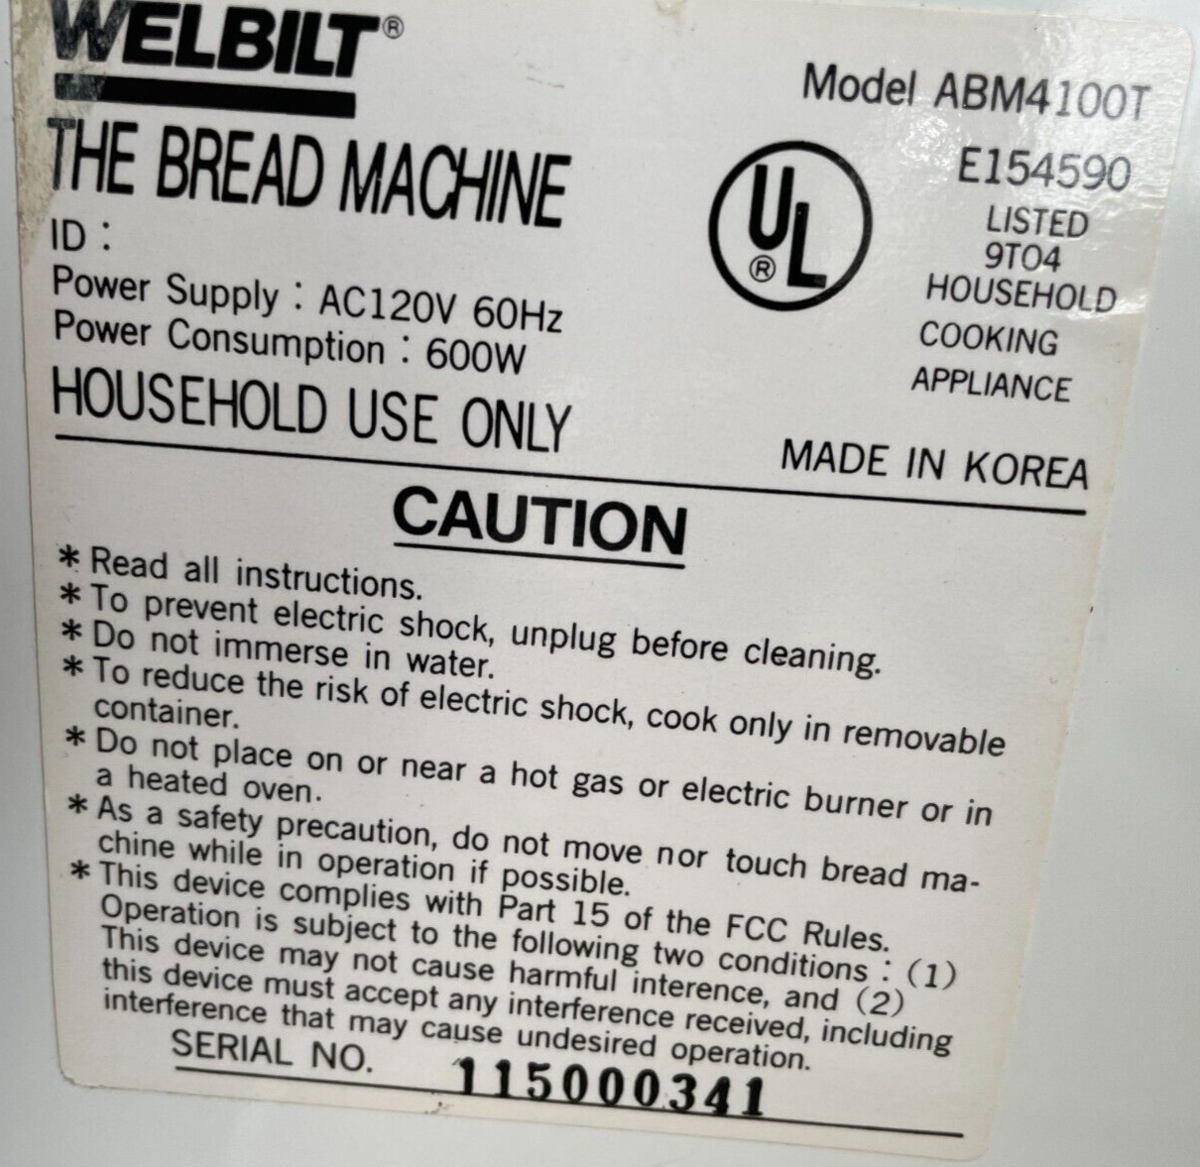 WELBILT®
THE BREAD MACHINE
ID :
Power Supply : AC120V 60Hz
Power Consumption : 600W
HOUSEHOLD USE ONLY
Model ABM4100T
UL®
E154590
LISTED
9TO4
HOUSEHOLD
COOKING
APPLIANCE
MADE IN KOREA
CAUTION
* Read all instructions.
* To prevent electric shock, unplug before cleaning.
* Do not immerse in water.
* To reduce the risk of electric shock, cook only in removable
container.
* Do not place on or near a hot gas or electric burner or in
a heated oven.
* As a safety precaution, do not move nor touch bread ma-
chine while in operation if possible.
* This device complies with Part 15 of the FCC Rules.
Operation is subject to the following two conditions : (1)
This device may not cause harmful interence, and (2)
this device must accept any interference received, including
interference that may cause undesired operation.
SERIAL NO. 115000341